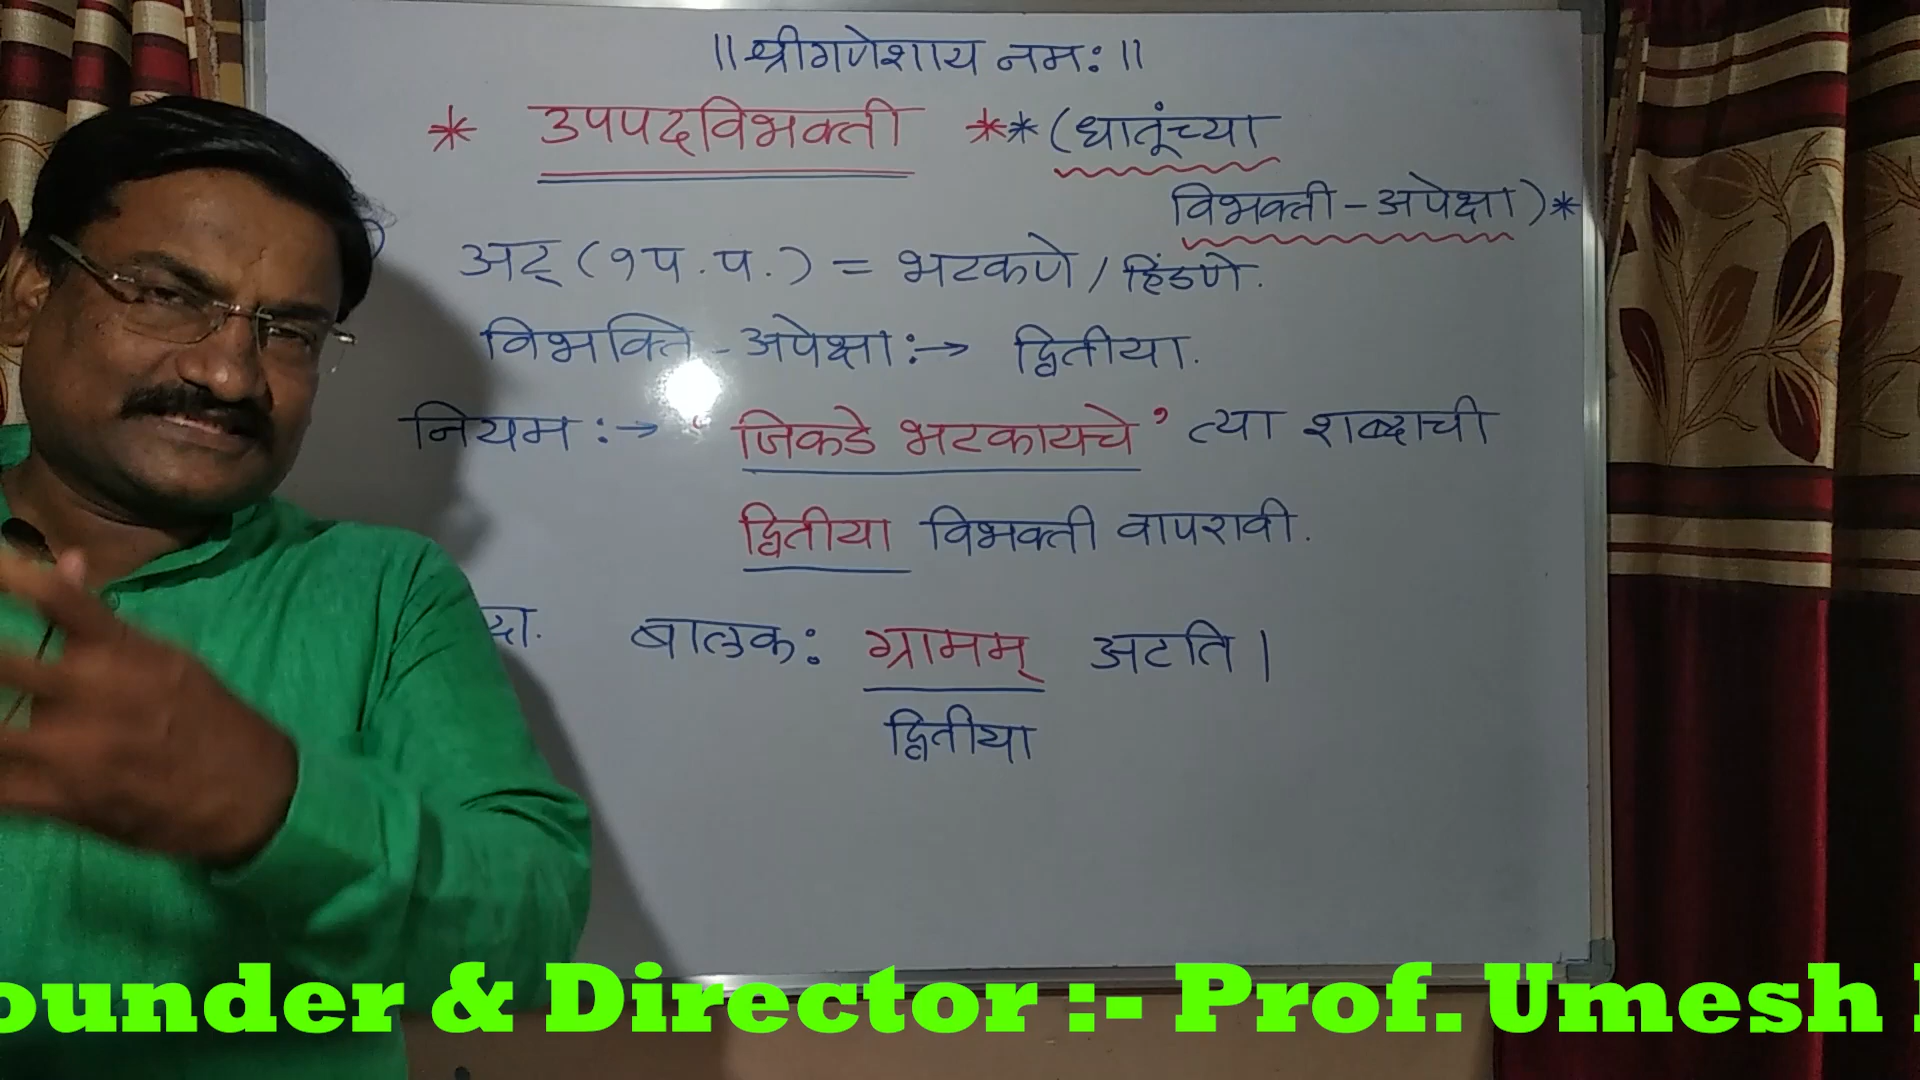 ॥ श्रीगणेशाय नमः ॥
* उपपदविभक्ती ** (धातूंच्या
विभक्ती - अपेक्षा) *
अट् (१ प. प.) = भटकणे / हिंडणे.
विभक्ति - अपेक्षा :→ द्वितीया.
नियम :→ ‘जिकडे भटकायचे’ त्या शब्दाची
द्वितीया विभक्ती वापरावी.
दा. बालकः ग्रामम् अटति ।
द्वितीया
ounder & Director :- Prof. Umesh